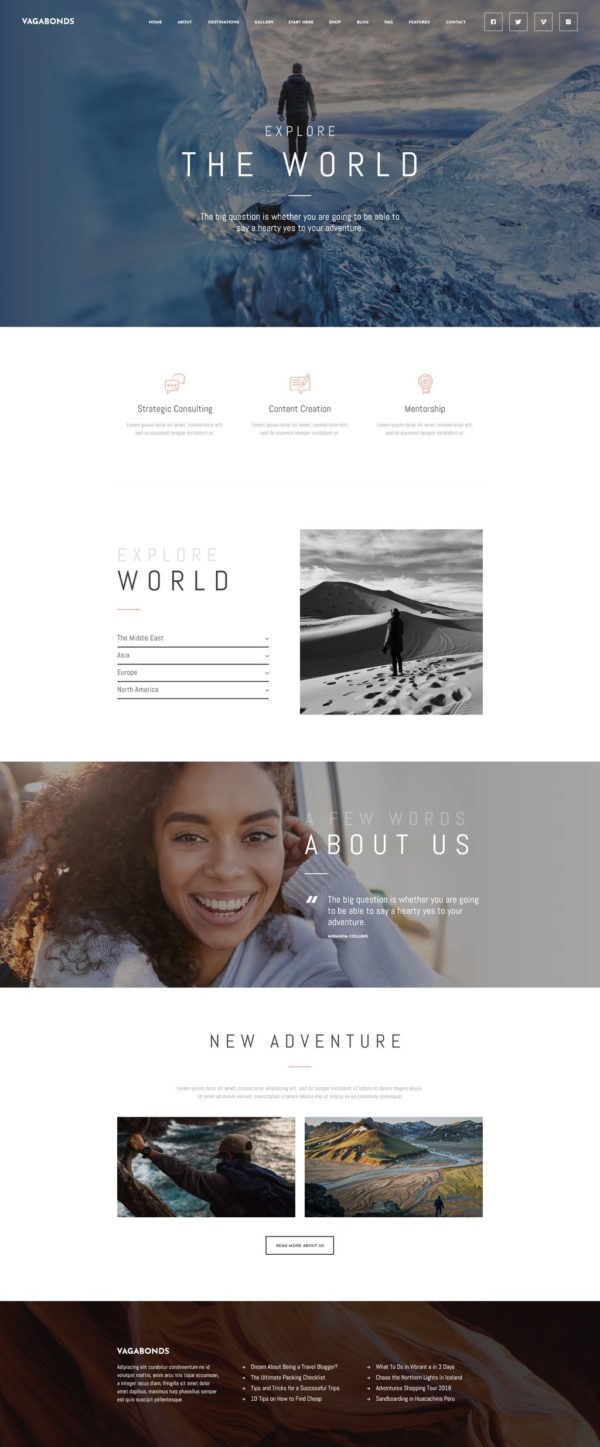 VAGABONDS
HOME ABOUT DESTINATIONS GALLERY START HERE SHOP BLOG FAQ FEATURES CONTACT
EXPLORE
THE WORLD
The big question is whether you are going to be able to
say a hearty yes to your adventure.
Strategic Consulting
Lorem ipsum dolor sit amet, consectetur elit,
sed do eiusmod tempor incididunt ut
Content Creation
Lorem ipsum dolor sit amet, consectetur elit,
sed do eiusmod tempor incididunt ut
Mentorship
Lorem ipsum dolor sit amet, consectetur elit,
sed do eiusmod tempor incididunt ut
EXPLORE
WORLD
The Middle East
Asia
Europe
North America
A FEW WORDS
ABOUT US
The big question is whether you are going
to be able to say a hearty yes to your
adventure.
MIRANDA COLLINS
NEW ADVENTURE
Lorem ipsum dolor sit amet, consectetur adipiscing elit, sed do tempor incididunt ut labore et dolore magna aliqua
Ut enim ad minim veniam, exercitation ullamco laboris nisi ut aliquip ex ea commodo consequat
READ MORE ABOUT US
VAGABONDS
Adipiscing elit curabitur condimentum mi id
volutpat mattis, enim arcu tris tique accumsan,
a integer lacus diam, fringilla sit amet dolor
amet dapibus, maximus turp phasellus semper
est quis suscipit pellentesque.
Dream About Being a Travel Blogger?
The Ultimate Packing Checklist
Tips and Tricks for a Successful Trips
10 Tips on How to Find Cheap
What To Do in Vibrant a in 3 Days
Chase the Northern Lights in Iceland
Adventures Shopping Tour 2018
Sandboarding in Huacachina Peru